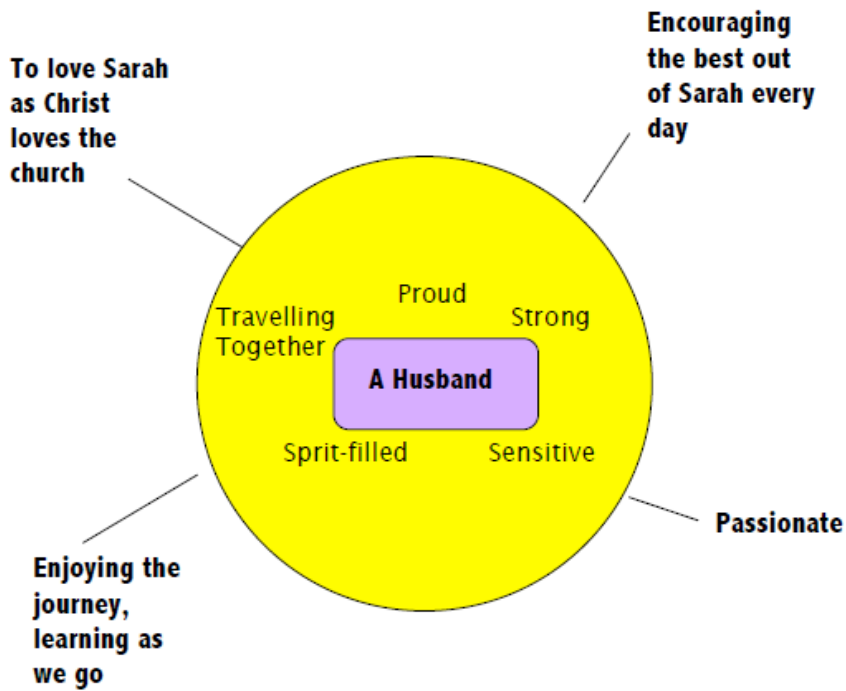 To love Sarah
as Christ
loves the
church
Encouraging
the best out
of Sarah every
day
Proud
Travelling
Together
Strong
A Husband
Sprit-filled
Sensitive
Passionate
Enjoying the
journey,
learning as
we go